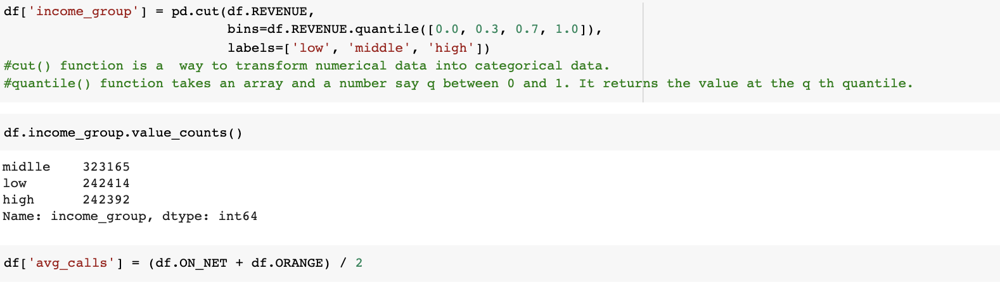 df['income_group'] = pd.cut(df.REVENUE,
bins=df.REVENUE.quantile([0.0, 0.3, 0.7, 1.0]),
labels=['low', 'middle', 'high'])
#cut() function is a  way to transform numerical data into categorical data.
#quantile() function takes an array and a number say q between 0 and 1. It returns the value at the q th quantile.
df.income_group.value_counts()
midlle    323165
low       242414
high      242392
Name: income_group, dtype: int64
df['avg_calls'] = (df.ON_NET + df.ORANGE) / 2